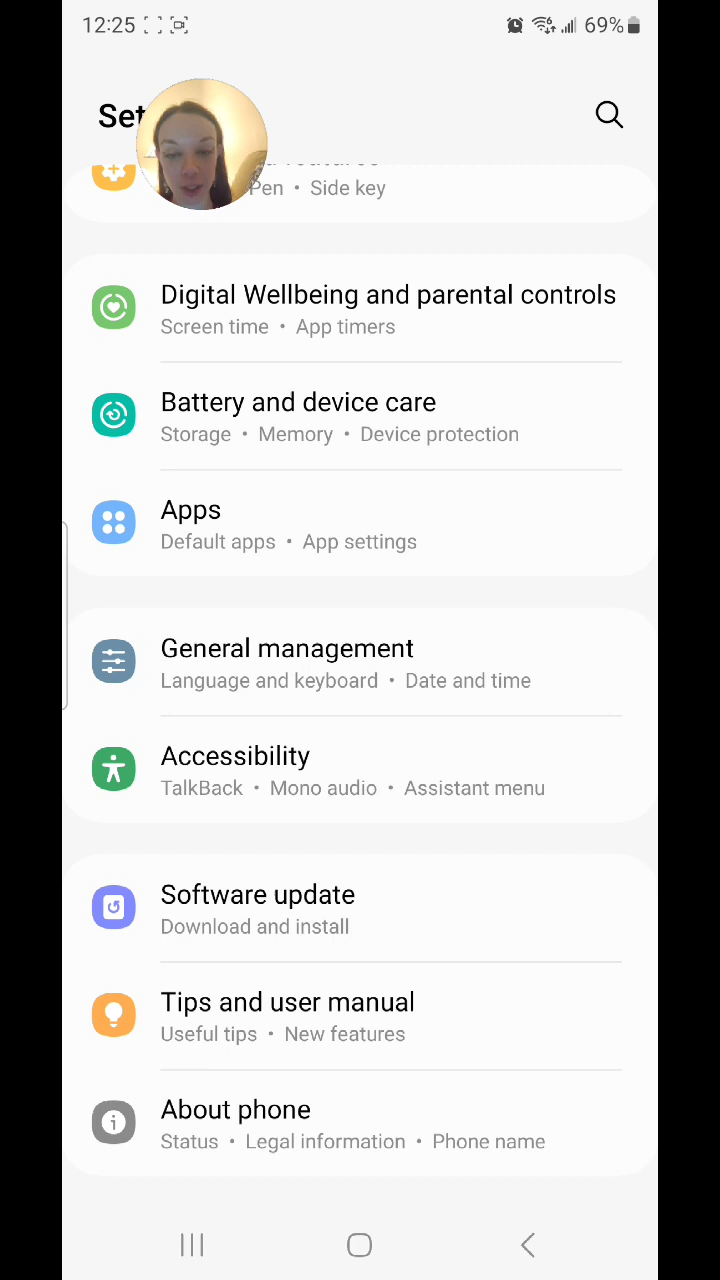 12:25 69%
Set
Pen • Side key
Digital Wellbeing and parental controls
Screen time • App timers
Battery and device care
Storage • Memory • Device protection
Apps
Default apps • App settings
General management
Language and keyboard • Date and time
Accessibility
TalkBack • Mono audio • Assistant menu
Software update
Download and install
Tips and user manual
Useful tips • New features
About phone
Status • Legal information • Phone name